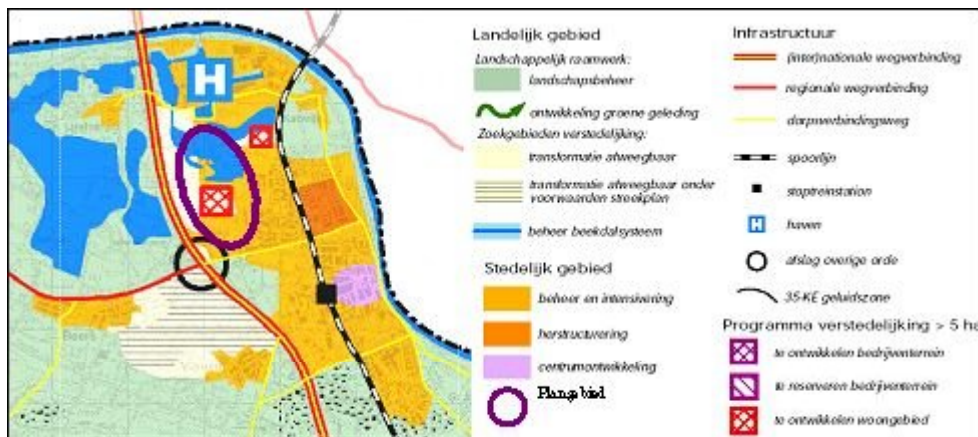 H
Landelijk gebied
Landschappelijk raamwerk:
landschapsbeheer
ontwikkeling groene geleding
Zoekgebieden verstedelijking:
transformatie afweegbaar
transformatie afweegbaar onder
voorwaarden streekplan
beheer beekdalsysteem
Stedelijk gebied
beheer en intensivering
herstructurering
centrumontwikkeling
Plangebied
Infrastructuur
(inter)nationale wegverbinding
regionale wegverbinding
dorpsverbindingsweg
spoorlijn
stoptreinstation
H
haven
afslag overige orde
35-KE geluidszone
Programma verstedelijking > 5 ha
te ontwikkelen bedrijventerrein
te reserveren bedrijventerrein
te ontwikkelen woongebied